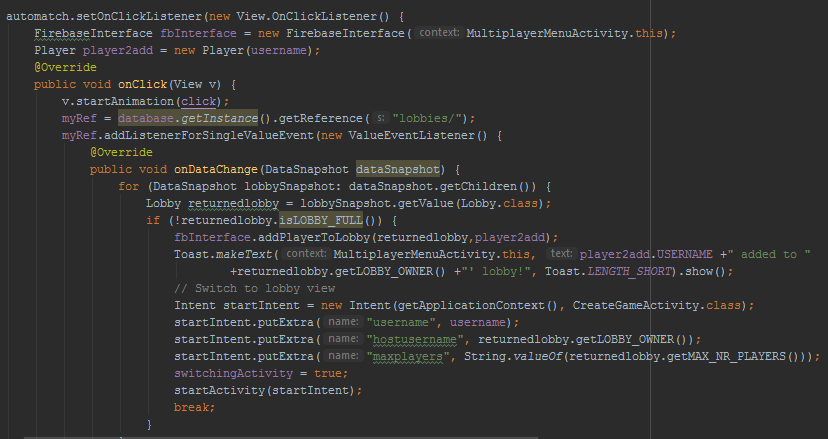 automatch.setOnClickListener(new View.OnClickListener() {
    FirebaseInterface fbInterface = new FirebaseInterface( context: MultiplayerMenuActivity.this);
    Player player2add = new Player(username);
    @Override
    public void onClick(View v) {
        v.startAnimation(click);
        myRef = database.getInstance().getReference( s: "lobbies/");
        myRef.addListenerForSingleValueEvent(new ValueEventListener() {
            @Override
            public void onDataChange(DataSnapshot dataSnapshot) {
                for (DataSnapshot lobbySnapshot: dataSnapshot.getChildren()) {
                    Lobby returnedlobby = lobbySnapshot.getValue(Lobby.class);
                    if (!returnedlobby.isLOBBY_FULL()) {
                        fbInterface.addPlayerToLobby(returnedlobby,player2add);
                        Toast.makeText( context: MultiplayerMenuActivity.this, text: player2add.USERNAME +" added to "
                                +returnedlobby.getLOBBY_OWNER() +"' lobby!", Toast.LENGTH_SHORT).show();
                        // Switch to lobby view
                        Intent startIntent = new Intent(getApplicationContext(), CreateGameActivity.class);
                        startIntent.putExtra( name: "username", username);
                        startIntent.putExtra( name: "hostusername", returnedlobby.getLOBBY_OWNER());
                        startIntent.putExtra( name: "maxplayers", String.valueOf(returnedlobby.getMAX_NR_PLAYERS()));
                        switchingActivity = true;
                        startActivity(startIntent);
                        break;
                    }